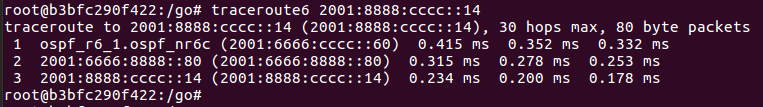 root@b3bfc290f422:/go# traceroute6 2001:8888:cccc::14
traceroute to 2001:8888:cccc::14 (2001:8888:cccc::14), 30 hops max, 80 byte packets
1 ospf_r6_1.ospf_nr6c (2001:6666:cccc::60) 0.415 ms 0.352 ms 0.332 ms
2 2001:6666:8888::80 (2001:6666:8888::80) 0.315 ms 0.278 ms 0.253 ms
3 2001:8888:cccc::14 (2001:8888:cccc::14) 0.234 ms 0.200 ms 0.178 ms
root@b3bfc290f422:/go#